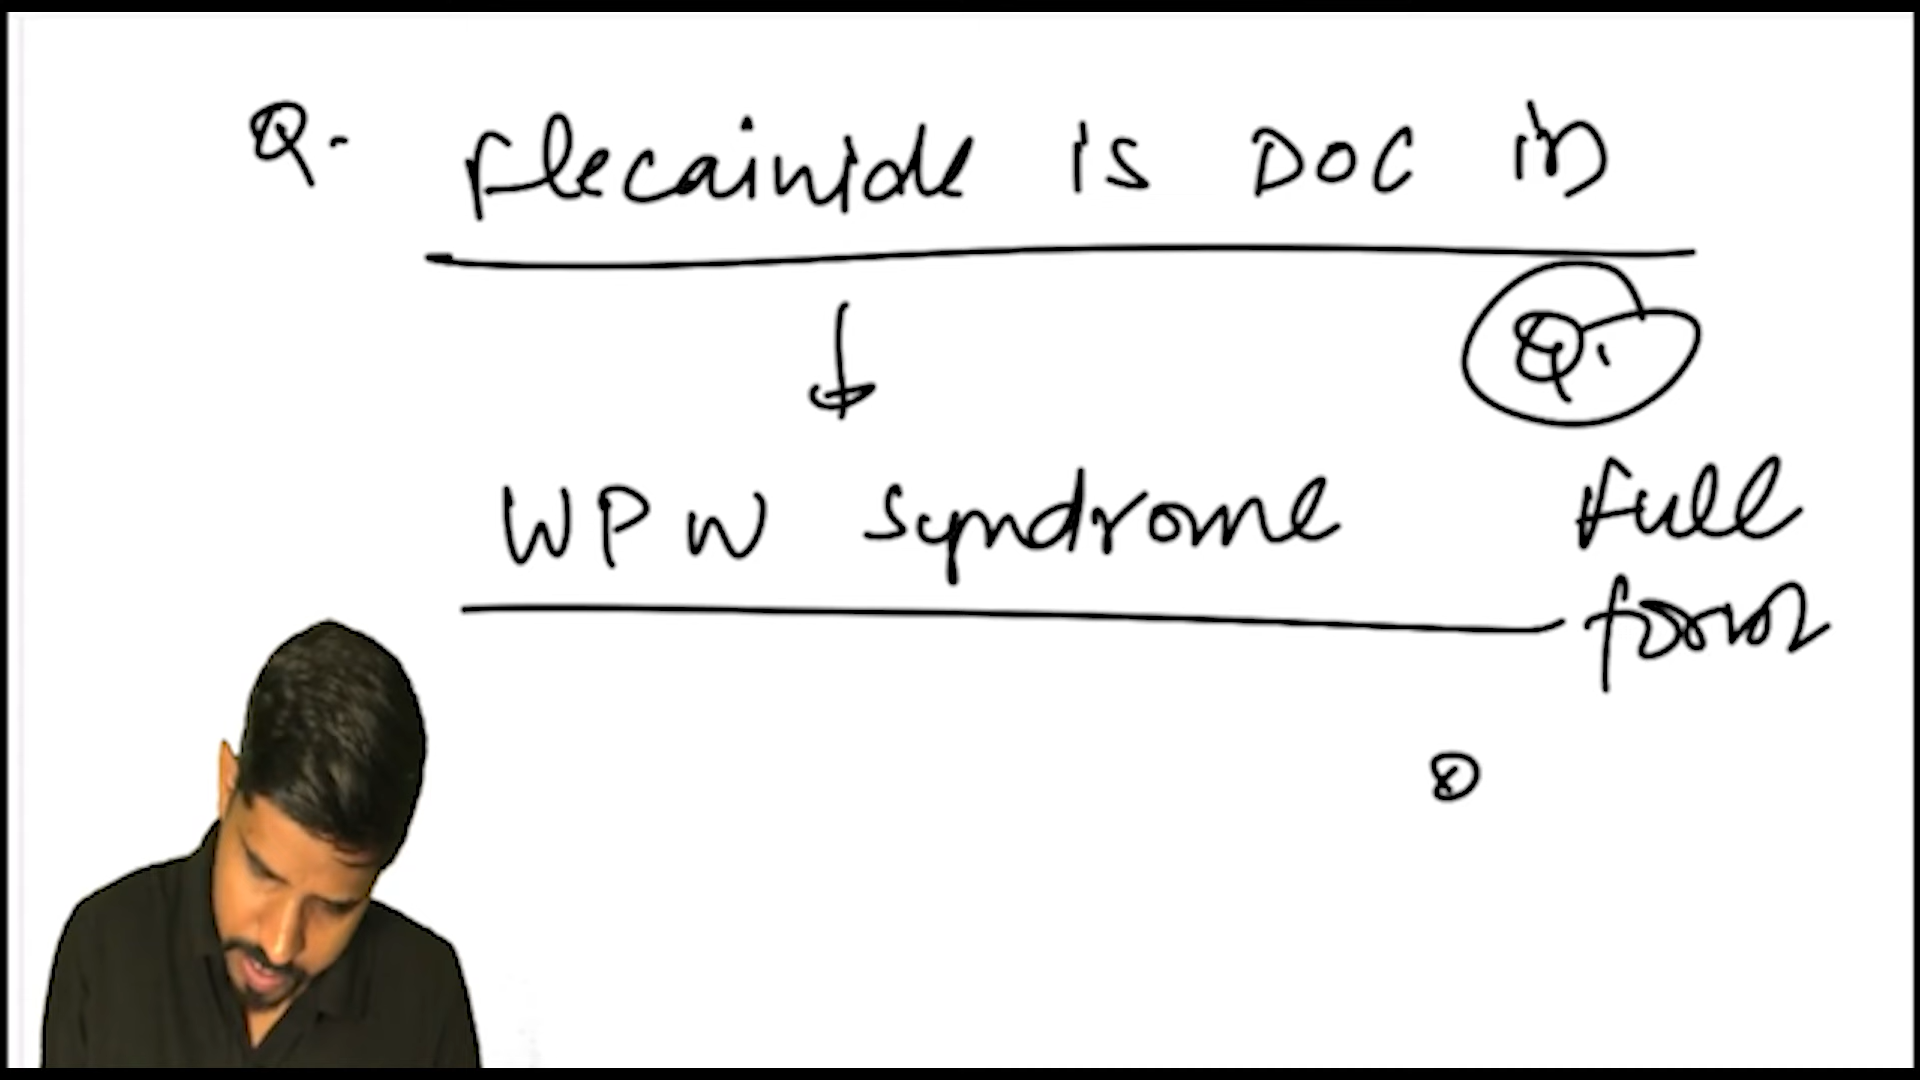 Q. Flecainide is DOC in
Q.
WPW syndrome
Full
form